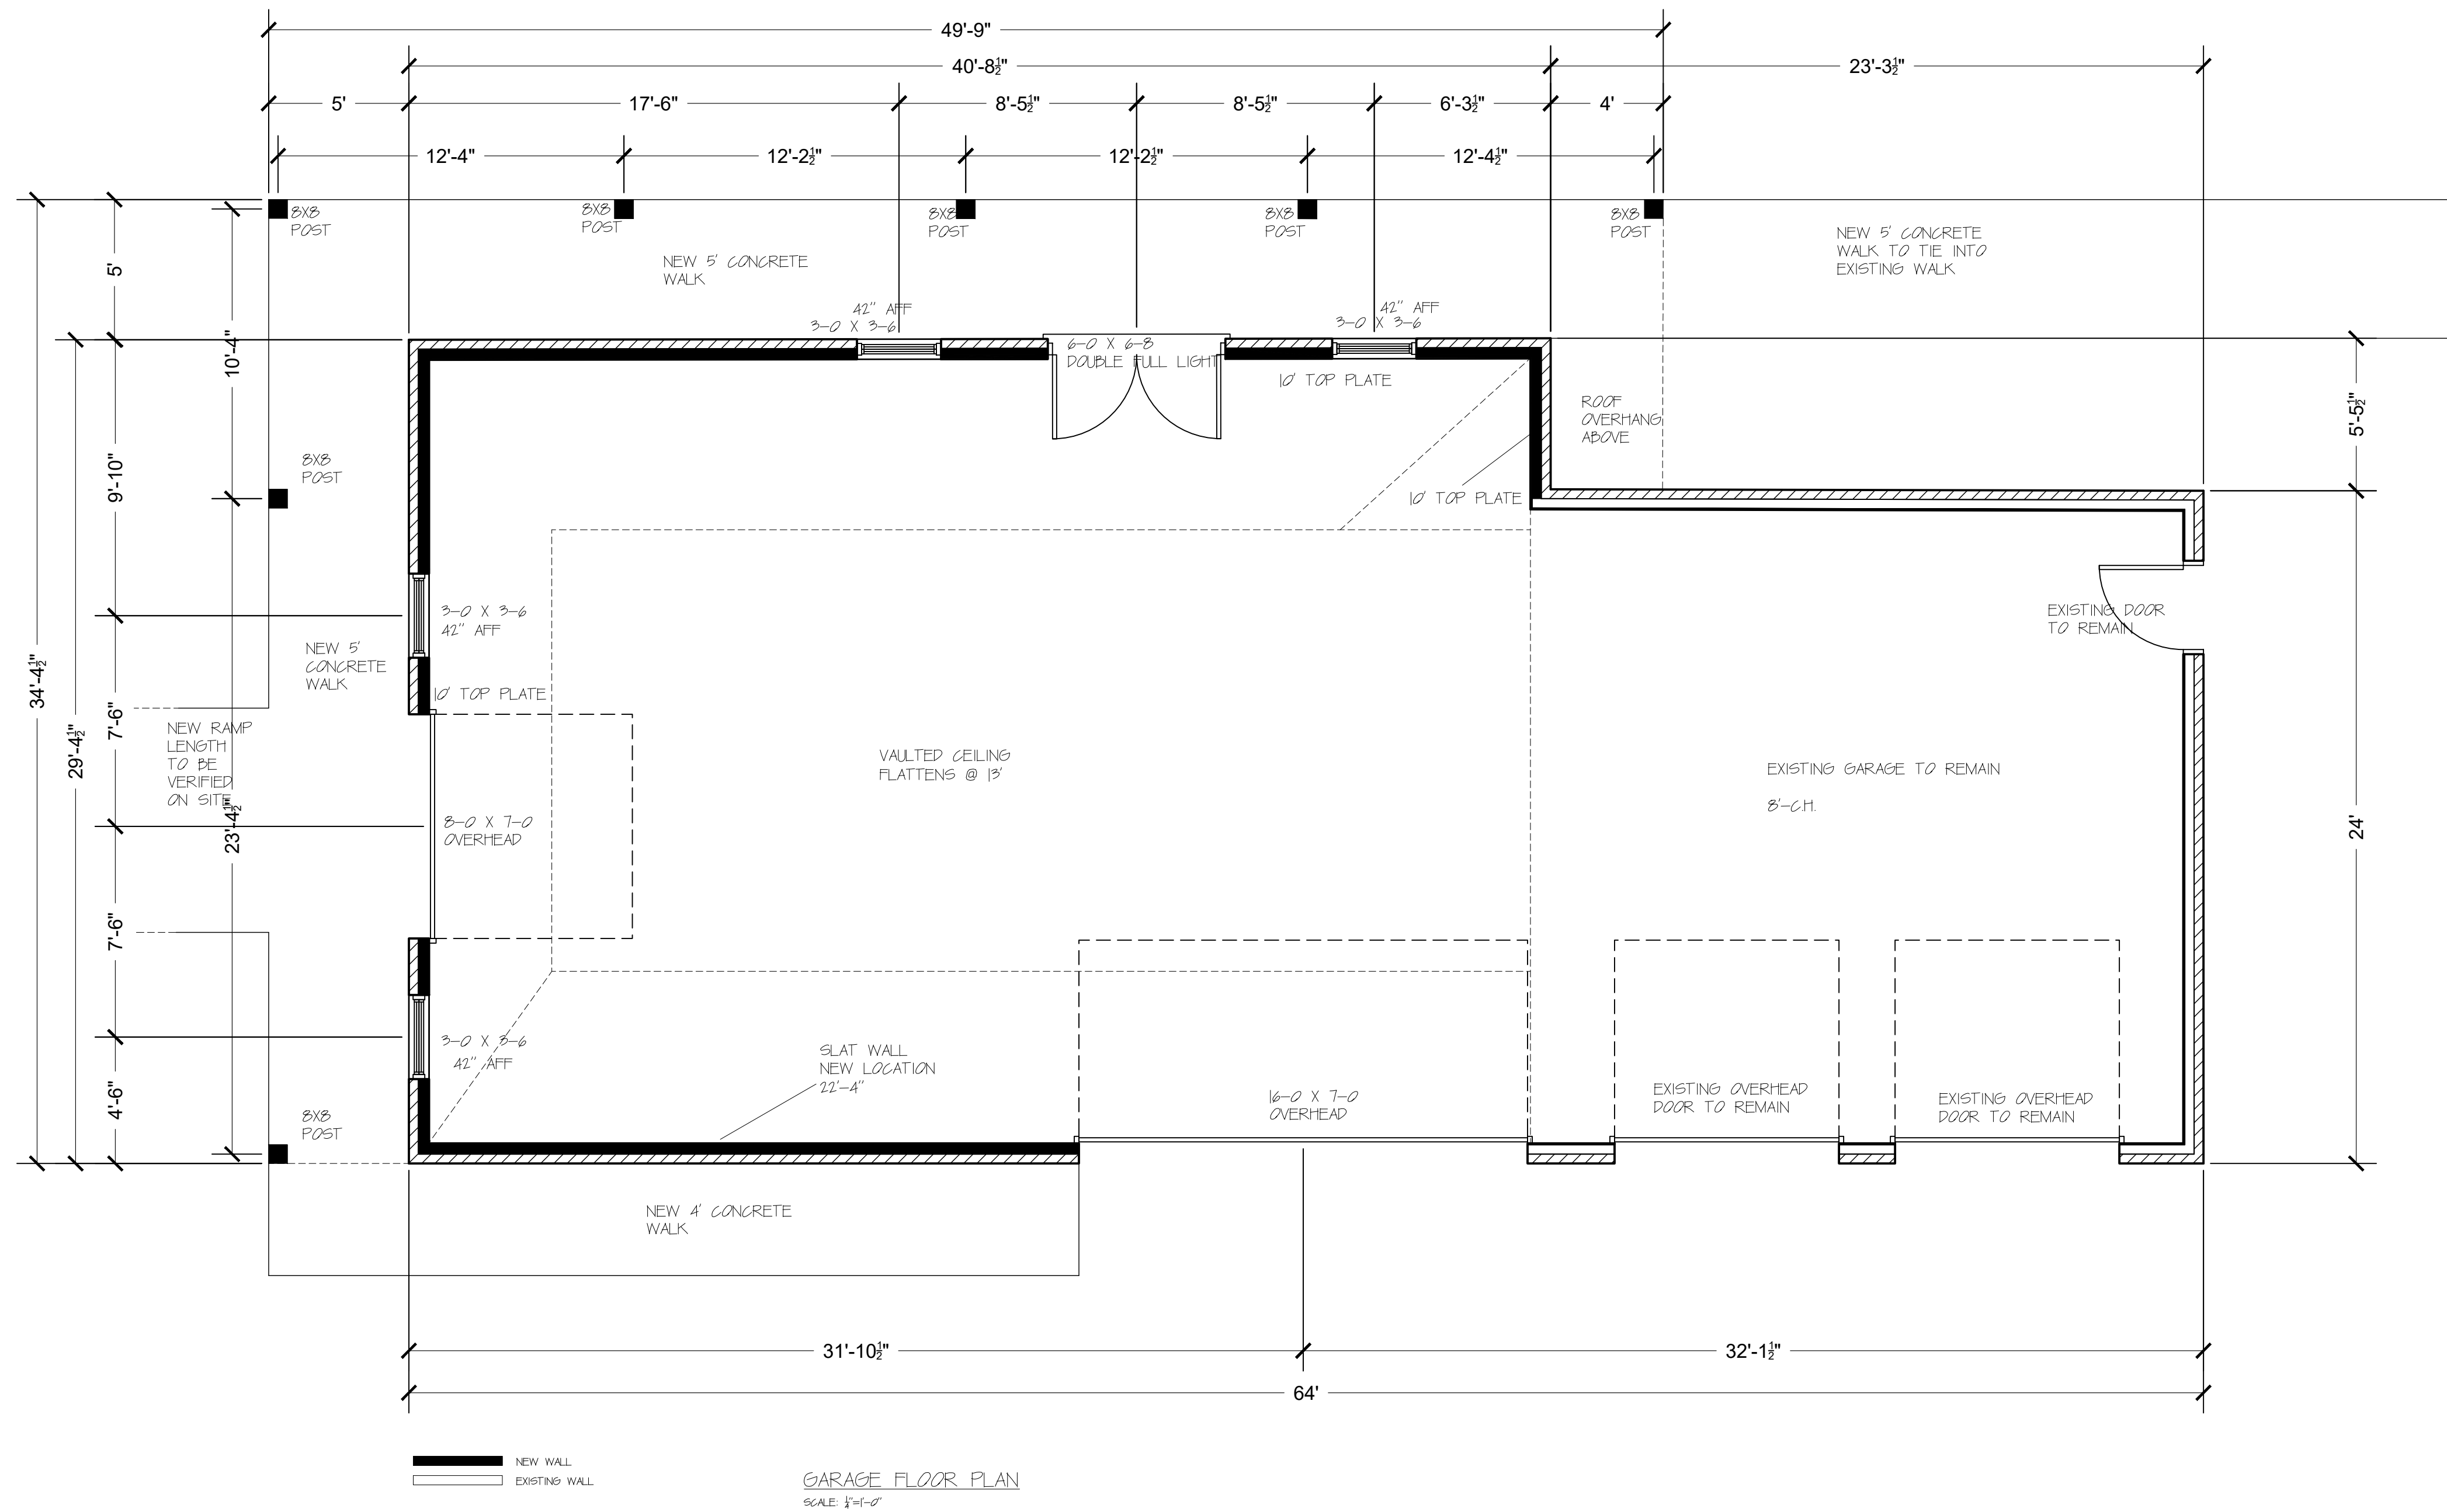 49'-9"
40'-8½"
23'-3½"
5'
17'-6"
8'-5½"
8'-5½"
6'-3½"
4'
12'-4"
12'-2½"
12'-2½"
12'-4½"
8X8
POST
8X8
POST
8X8
POST
8X8
POST
8X8
POST
NEW 5' CONCRETE
WALK TO TIE INTO
EXISTING WALK
NEW 5' CONCRETE
WALK
5'
10'-4"
42" AFF
3-0 X 3-6
42" AFF
3-0 X 3-6
6-0 X 6-8
DOUBLE FULL LIGHT
10' TOP PLATE
ROOF
OVERHANG
ABOVE
5'-5½"
9'-10"
8X8
POST
10' TOP PLATE
3-0 X 3-6
42" AFF
EXISTING DOOR
TO REMAIN
NEW 5'
CONCRETE
WALK
34'-4½"
29'-4½"
7'-6"
10' TOP PLATE
NEW RAMP
LENGTH
TO BE
VERIFIED
ON SITE
23'-4½"
VAULTED CEILING
FLATTENS @ 13'
EXISTING GARAGE TO REMAIN
8'-C.H.
8-0 X 7-0
OVERHEAD
24'
7'-6"
3-0 X 3-6
42" AFF
SLAT WALL
NEW LOCATION
22'-4"
16-0 X 7-0
OVERHEAD
EXISTING OVERHEAD
DOOR TO REMAIN
EXISTING OVERHEAD
DOOR TO REMAIN
4'-6"
8X8
POST
NEW 4' CONCRETE
WALK
31'-10½"
32'-1½"
64'
NEW WALL
EXISTING WALL
GARAGE FLOOR PLAN
SCALE: ¼"=1'-0"